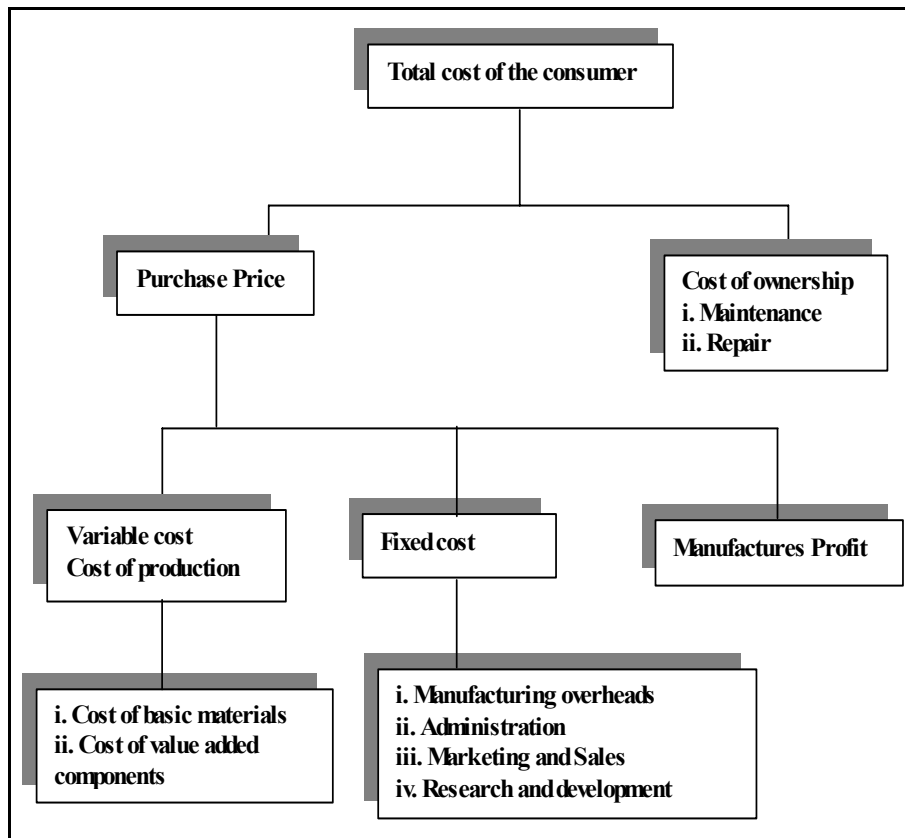 Total cost of the consumer
Purchase Price
Cost of ownership
i. Maintenance
ii. Repair
Variable cost
Cost of production
Fixed cost
Manufactures Profit
i. Cost of basic materials
ii. Cost of value added
components
i. Manufacturing overheads
ii. Administration
iii. Marketing and Sales
iv. Research and development